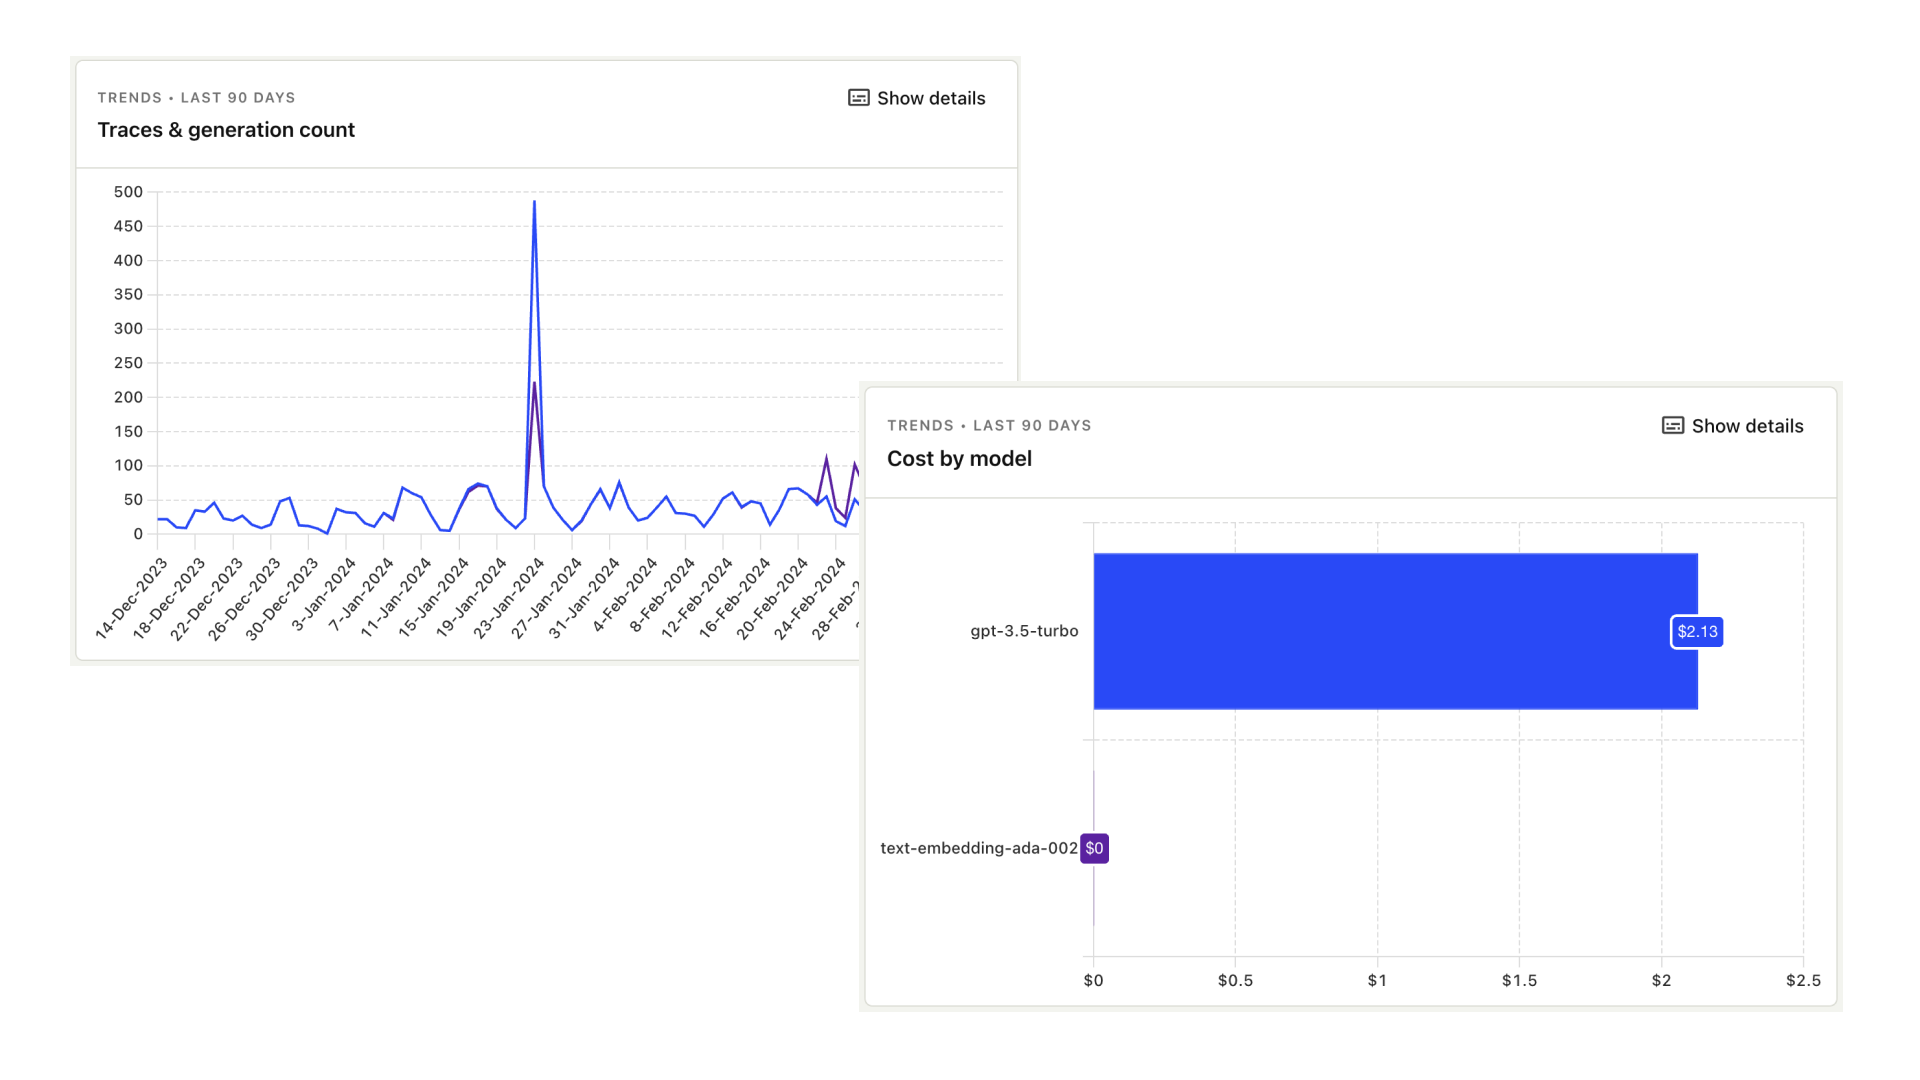 TRENDS • LAST 90 DAYS
Show details
Traces & generation count
500
450
400
350
300
250
200
150
100
50
0
14-Dec-2023
18-Dec-2023
22-Dec-2023
26-Dec-2023
30-Dec-2023
3-Jan-2024
7-Jan-2024
11-Jan-2024
15-Jan-2024
19-Jan-2024
23-Jan-2024
27-Jan-2024
31-Jan-2024
4-Feb-2024
8-Feb-2024
12-Feb-2024
16-Feb-2024
20-Feb-2024
24-Feb-2024
28-Feb-
TRENDS • LAST 90 DAYS
Show details
Cost by model
gpt-3.5-turbo
$2.13
text-embedding-ada-002
$0
$0
$0.5
$1
$1.5
$2
$2.5